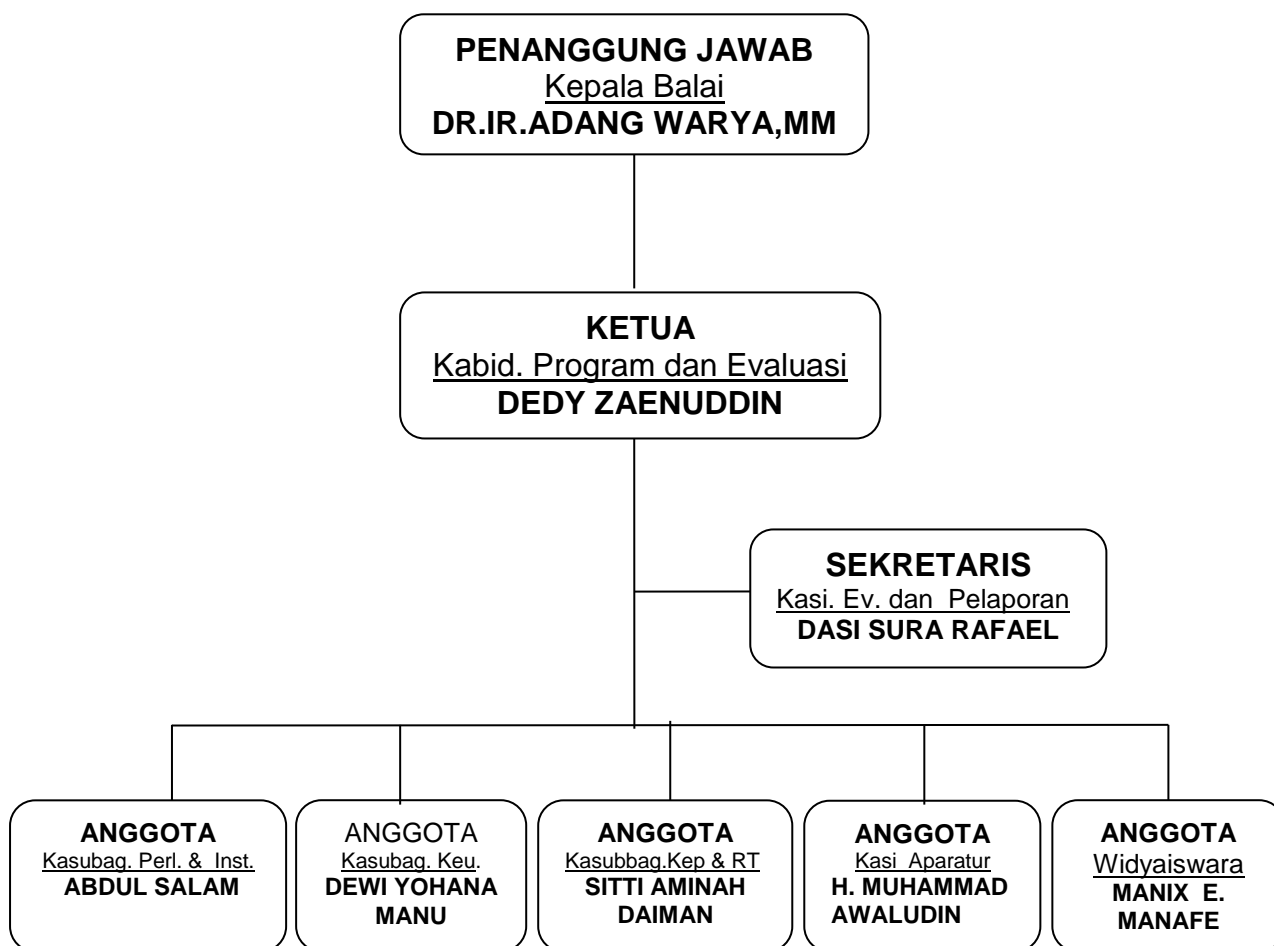 PENANGGUNG JAWAB
Kepala Balai
DR.IR.ADANG WARYA,MM
KETUA
Kabid. Program dan Evaluasi
DEDY ZAENUDDIN
SEKRETARIS
Kasi. Ev. dan Pelaporan
DASI SURA RAFAEL
ANGGOTA
Kasubag. Perl. & Inst.
ABDUL SALAM
ANGGOTA
Kasubag. Keu.
DEWI YOHANA
MANU
ANGGOTA
Kasubbag.Kep & RT
SITTI AMINAH
DAIMAN
ANGGOTA
Kasi Aparatur
H. MUHAMMAD
AWALUDIN
ANGGOTA
Widyaiswara
MANIX E.
MANAFE